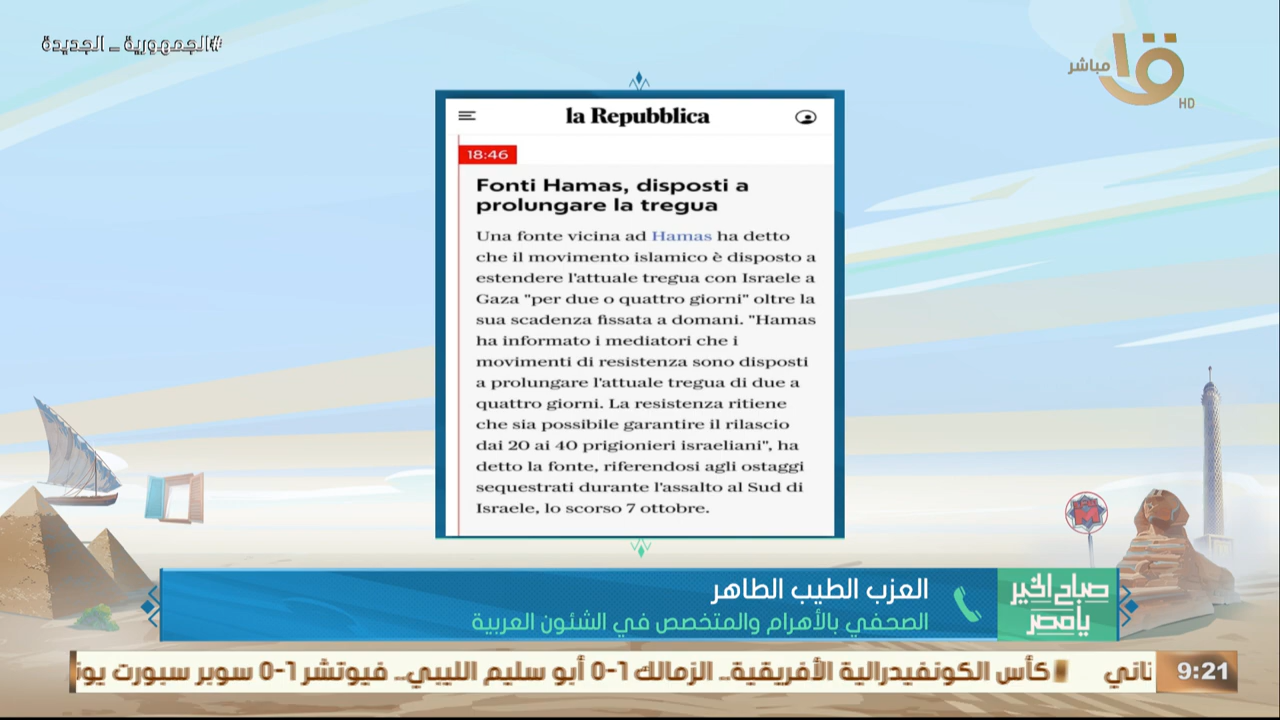 #الجمهورية _ الجديدة
مباشر
HD
la Repubblica
18:46
Fonti Hamas, disposti a
prolungare la tregua
Una fonte vicina ad Hamas ha detto
che il movimento islamico è disposto a
estendere l'attuale tregua con Israele a
Gaza "per due o quattro giorni" oltre la
sua scadenza fissata a domani. "Hamas
ha informato i mediatori che i
movimenti di resistenza sono disposti
a prolungare l'attuale tregua di due a
quattro giorni. La resistenza ritiene
che sia possibile garantire il rilascio
dai 20 ai 40 prigionieri israeliani", ha
detto la fonte, riferendosi agli ostaggi
sequestrati durante l'assalto al Sud di
Israele, lo scorso 7 ottobre.
صباح الخير
يا مصر
العزب الطيب الطاهر
الصحفي بالأهرام والمتخصص في الشئون العربية
9:21
كأس الكونفيدرالية الأفريقية.. الزمالك 1-0 أبو سليم الليبي.. فيوتشر 1-0 سوبر سبورت